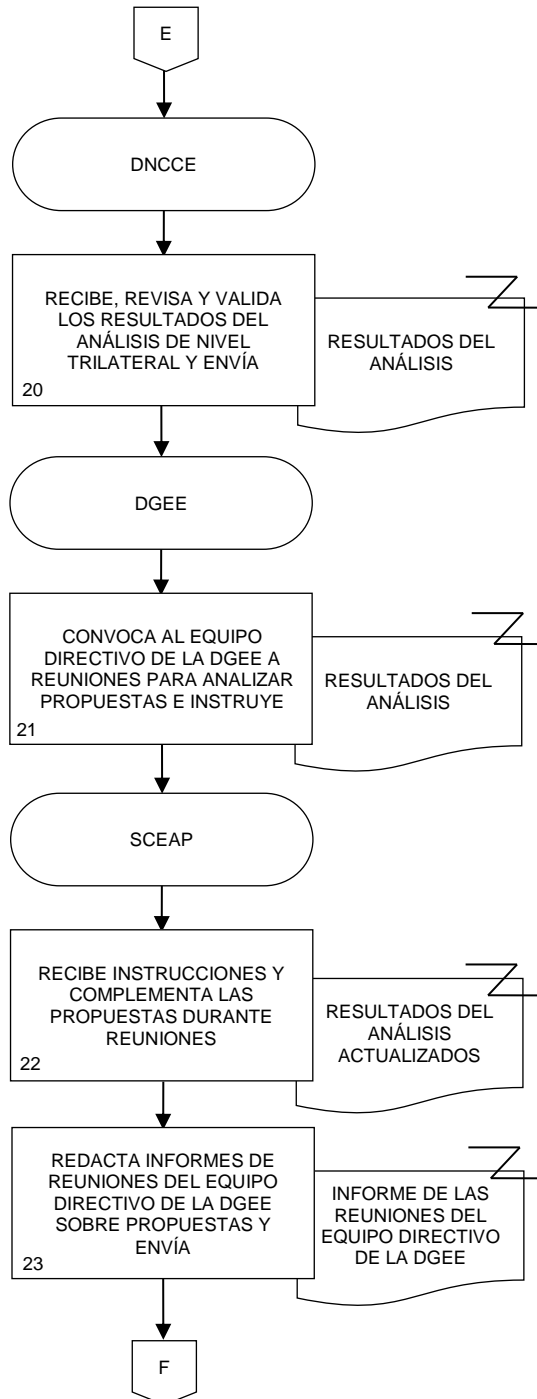 E
DNCCE
RECIBE, REVISA Y VALIDA
LOS RESULTADOS DEL
ANÁLISIS DE NIVEL
TRILATERAL Y ENVÍA
20
RESULTADOS DEL
ANÁLISIS
DGEE
CONVOCA AL EQUIPO
DIRECTIVO DE LA DGEE A
REUNIONES PARA ANALIZAR
PROPUESTAS E INSTRUYE
21
RESULTADOS DEL
ANÁLISIS
SCEAP
RECIBE INSTRUCCIONES Y
COMPLEMENTA LAS
PROPUESTAS DURANTE
REUNIONES
22
RESULTADOS DEL
ANÁLISIS
ACTUALIZADOS
REDACTA INFORMES DE
REUNIONES DEL EQUIPO
DIRECTIVO DE LA DGEE
SOBRE PROPUESTAS Y
ENVÍA
23
INFORME DE LAS
REUNIONES DEL
EQUIPO DIRECTIVO
DE LA DGEE
F